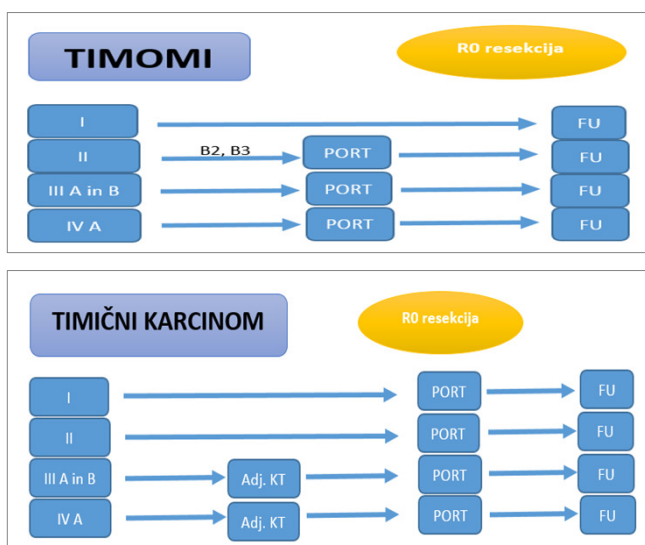 TIMOMI
R0 resekcija
I
FU
II
B2, B3
PORT
FU
III A in B
PORT
FU
IV A
PORT
FU
TIMIČNI KARCINOM
R0 resekcija
I
PORT
FU
II
PORT
FU
III A in B
Adj. KT
PORT
FU
IV A
Adj. KT
PORT
FU